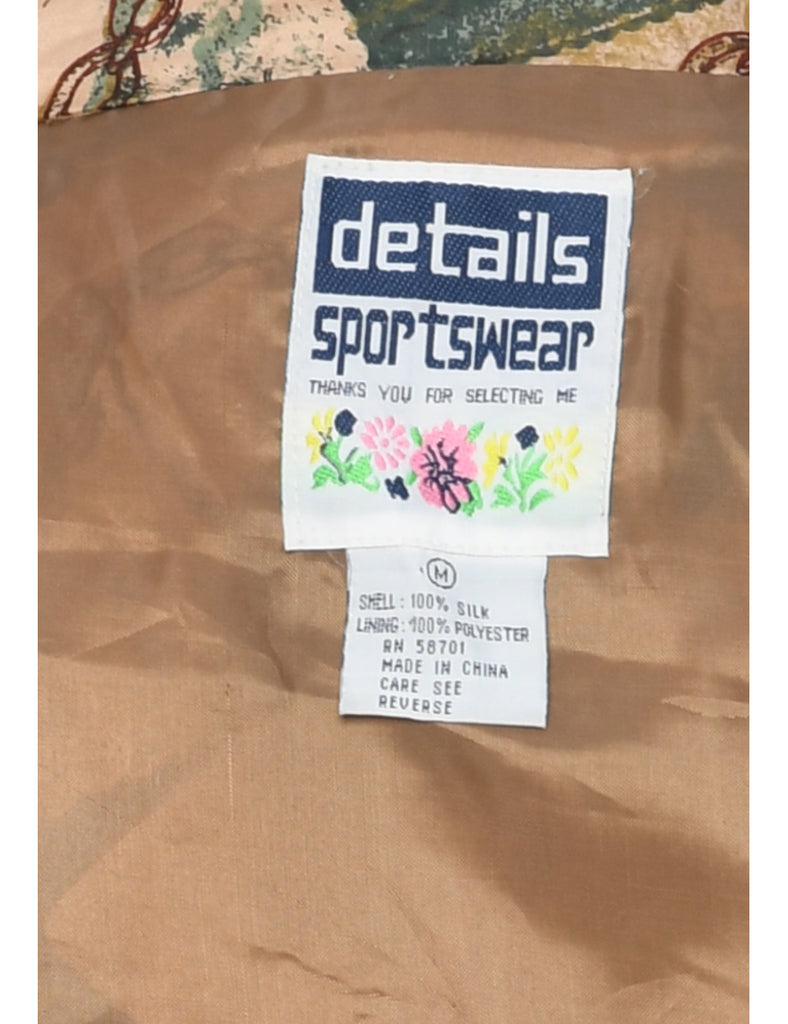 details
sportswear
THANKS YOU FOR SELECTING ME
M
SHELL: 100% SILK
LINING: 100% POLYESTER
RN 58701
MADE IN CHINA
CARE SEE
REVERSE